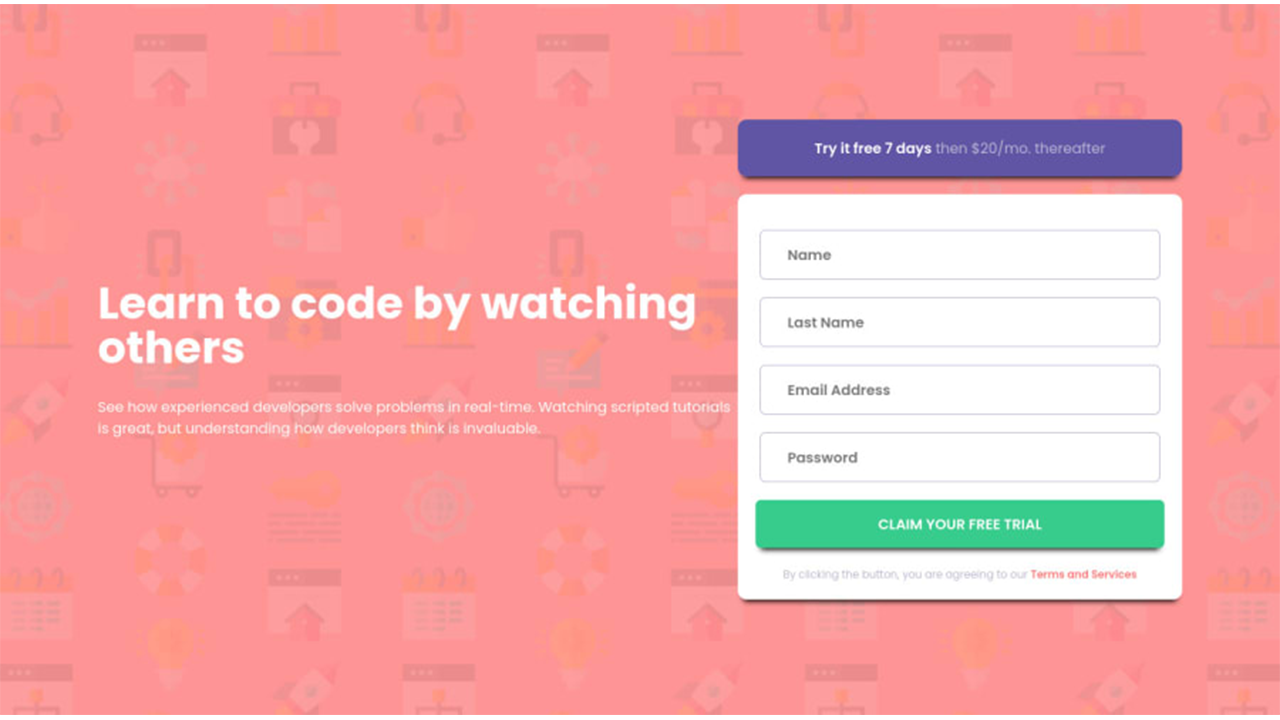 Learn to code by watching
others
See how experienced developers solve problems in real-time. Watching scripted tutorials
is great, but understanding how developers think is invaluable.
Try it free 7 days then $20/mo. thereafter
Name
Last Name
Email Address
Password
CLAIM YOUR FREE TRIAL
By clicking the button, you are agreeing to our Terms and Services